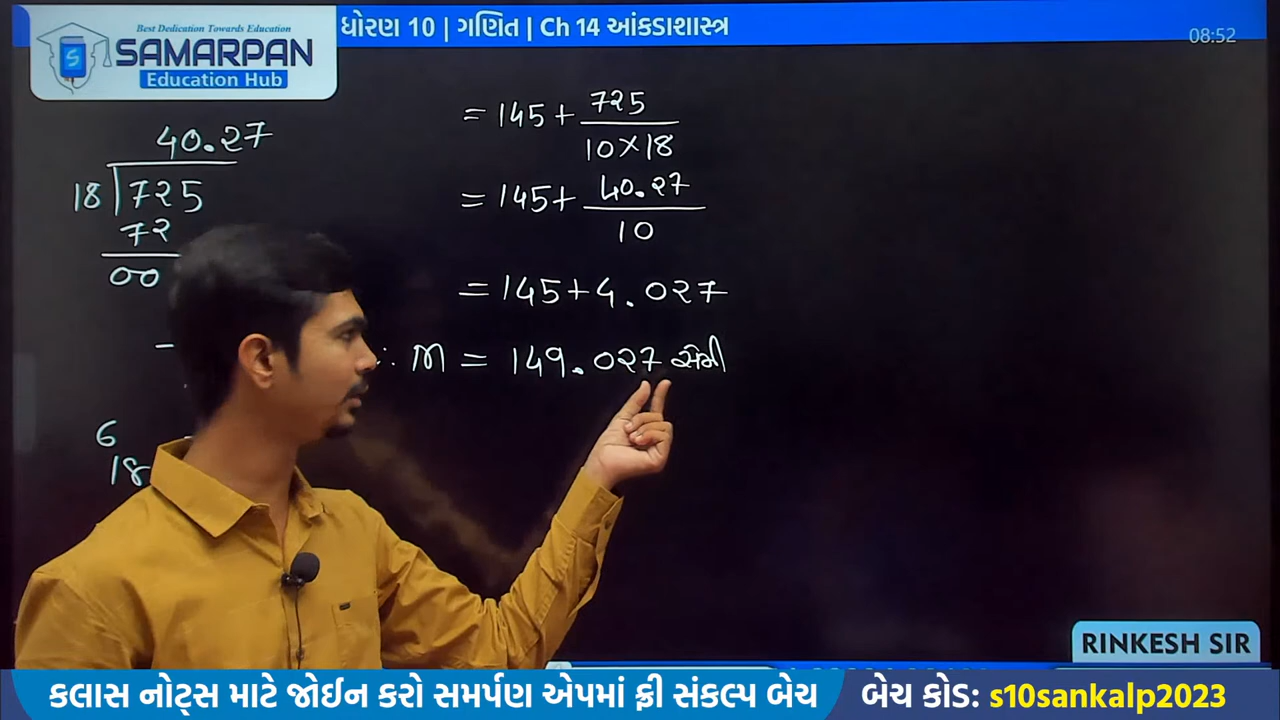 Best Dedication Towards Education
SAMARPAN
Education Hub
ધોરણ 10 | ગણિત | Ch 14 આંકડાશાસ્ત્ર
08:52
40.27
18 725
72
00
6
18
= 145 + 725
10 × 18
= 145 + 40.27
10
= 145 + 4.027
∴ M = 149.027 સેમી
RINKESH SIR
કલાસ નોટ્સ માટે જોઈન કરો સમર્પણ એપમાં ફ્રી સંકલ્પ બેચ
બેચ કોડ: s10sankalp2023